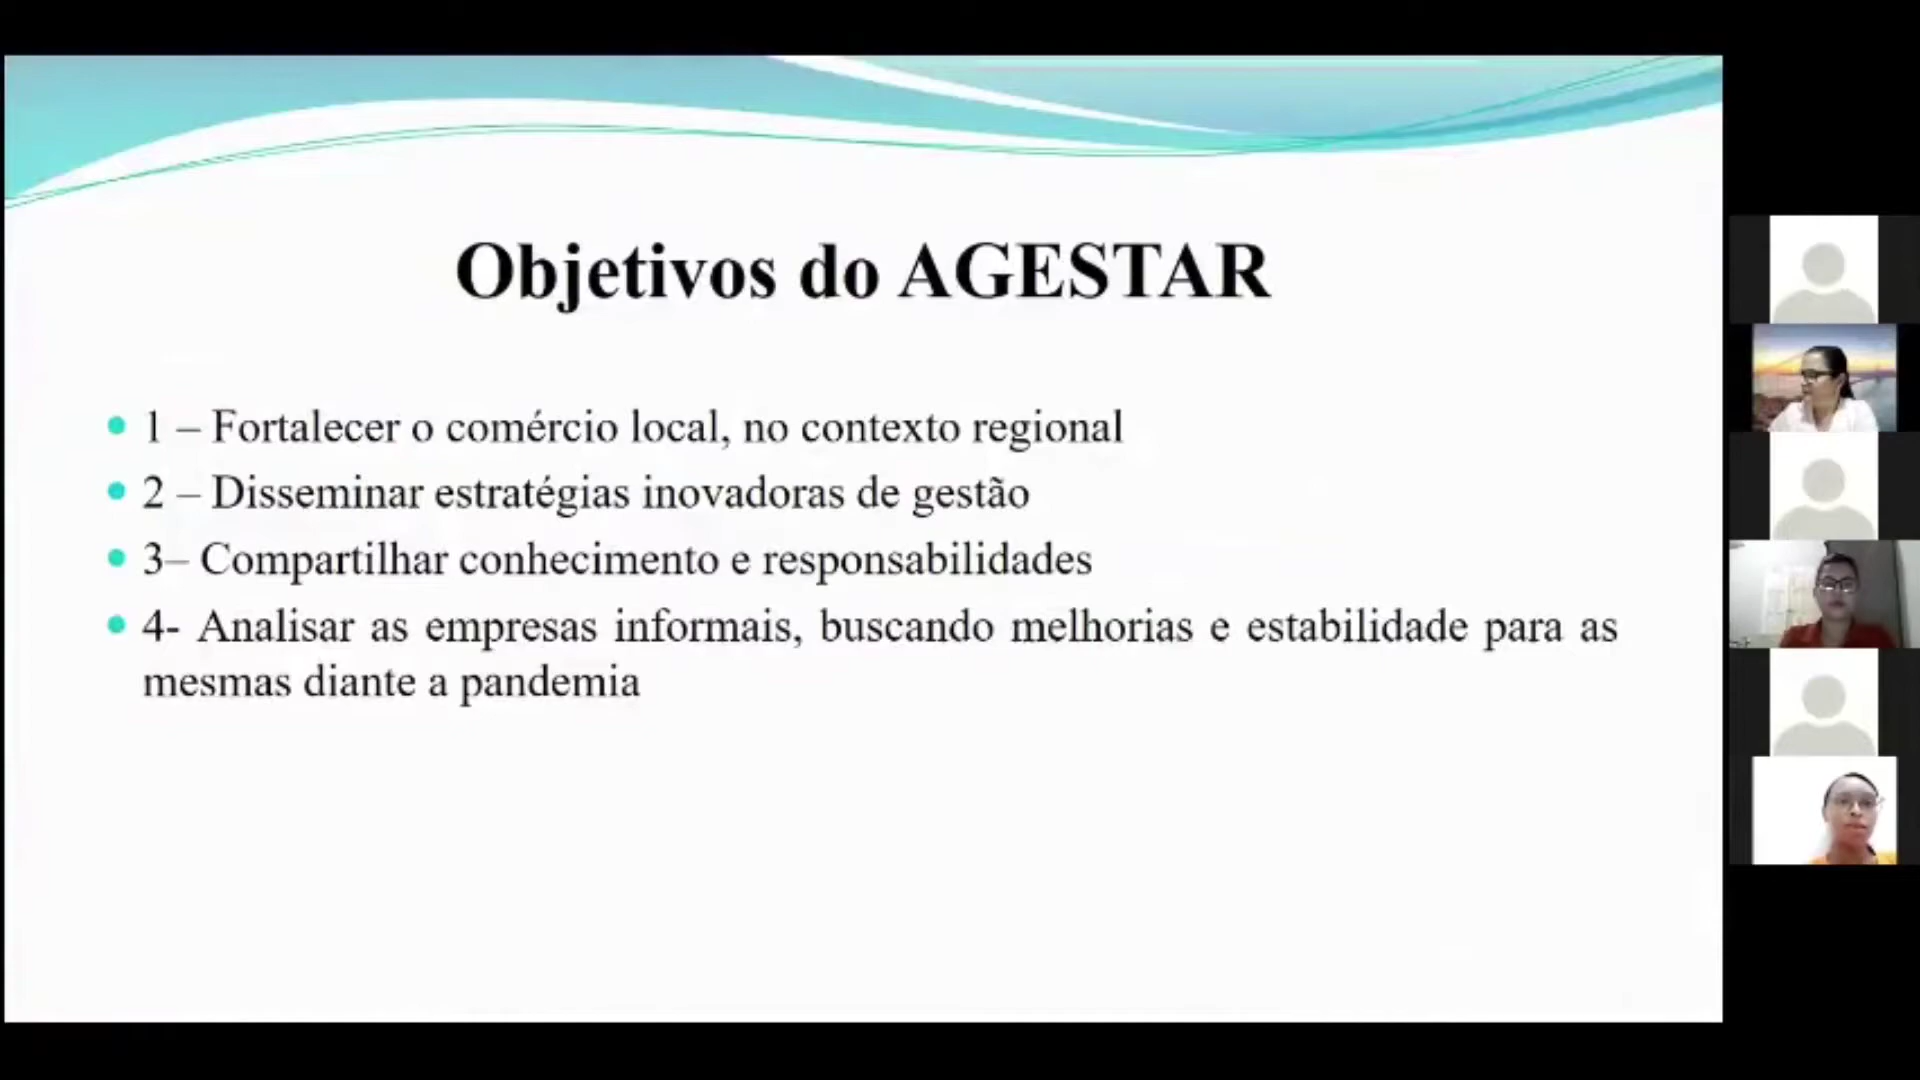 Objetivos do AGESTAR
1 – Fortalecer o comércio local, no contexto regional
2 – Disseminar estratégias inovadoras de gestão
3– Compartilhar conhecimento e responsabilidades
4- Analisar as empresas informais, buscando melhorias e estabilidade para as
mesmas diante a pandemia